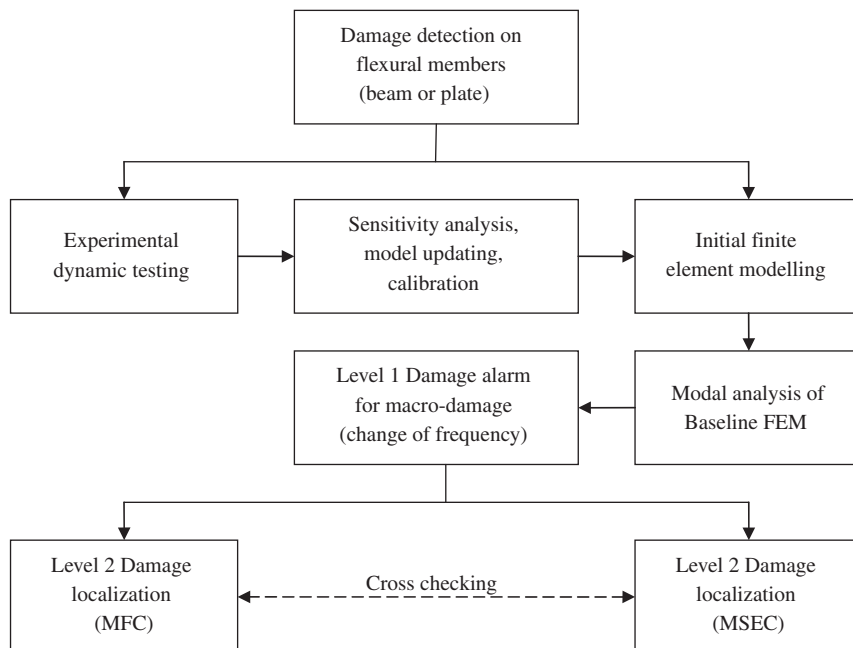 Damage detection on
flexural members
(beam or plate)
Experimental
dynamic testing
Sensitivity analysis,
model updating,
calibration
Initial finite
element modelling
Level 1 Damage alarm
for macro-damage
(change of frequency)
Modal analysis of
Baseline FEM
Level 2 Damage
localization
(MFC)
Cross checking
Level 2 Damage
localization
(MSEC)